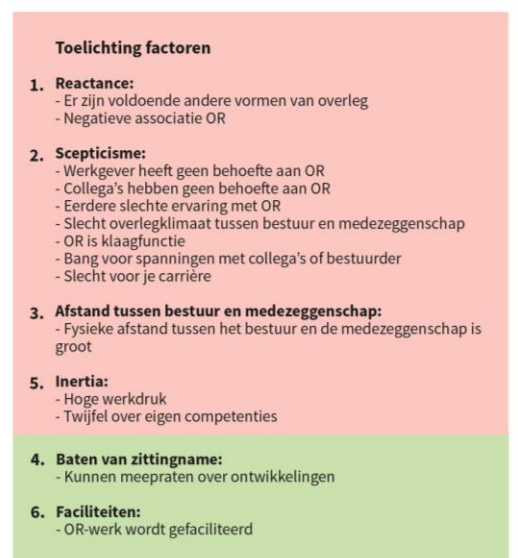 Toelichting factoren
1. Reactance:
- Er zijn voldoende andere vormen van overleg
- Negatieve associatie OR
2. Scepticisme:
- Werkgever heeft geen behoefte aan OR
- Collega's hebben geen behoefte aan OR
- Eerdere slechte ervaring met OR
- Slecht overlegklimaat tussen bestuur en medezeggenschap
- OR is klaagfunctie
- Bang voor spanningen met collega's of bestuurder
- Slecht voor je carrière
3. Afstand tussen bestuur en medezeggenschap:
- Fysieke afstand tussen het bestuur en de medezeggenschap is
groot
5. Inertia:
- Hoge werkdruk
- Twijfel over eigen competenties
4. Baten van zittingname:
- Kunnen meepraten over ontwikkelingen
6. Faciliteiten:
- OR-werk wordt gefaciliteerd